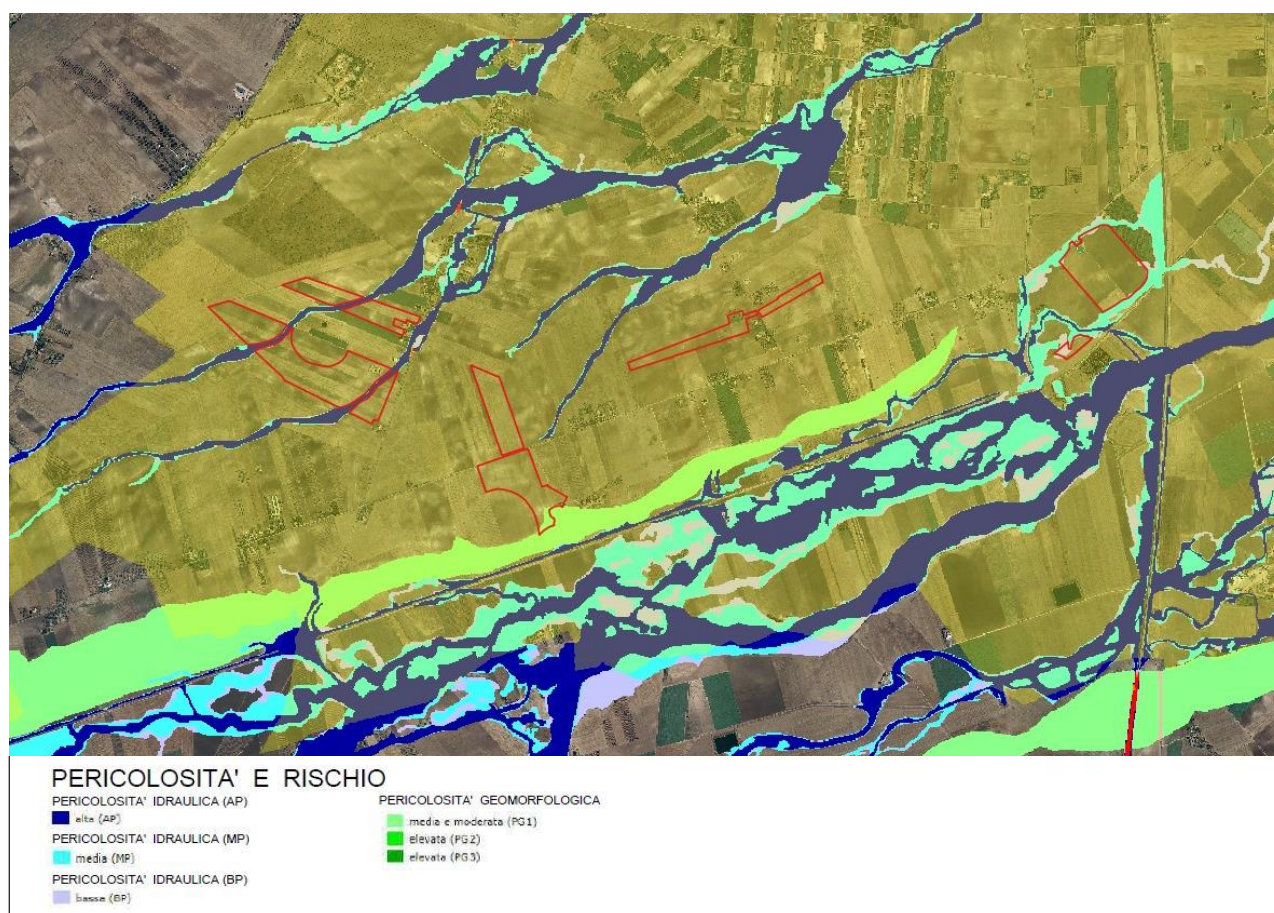 PERICOLOSITA' E RISCHIO
PERICOLOSITA' IDRAULICA (AP)
alta (AP)
PERICOLOSITA' IDRAULICA (MP)
media (MP)
PERICOLOSITA' IDRAULICA (BP)
bassa (BP)
PERICOLOSITA' GEOMORFOLOGICA
media e moderata (PG1)
elevata (PG2)
elevata (PG3)